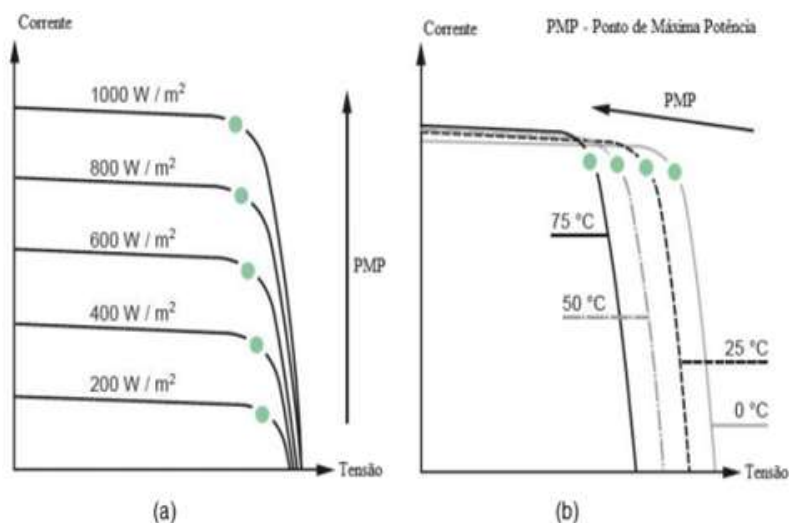 Corrente
1000 W / m²
800 W / m²
600 W / m²
400 W / m²
200 W / m²
PMP
Tensão
(a)
Corrente
PMP - Ponto de Máxima Potência
PMP
75 °C
50 °C
25 °C
0 °C
Tensão
(b)